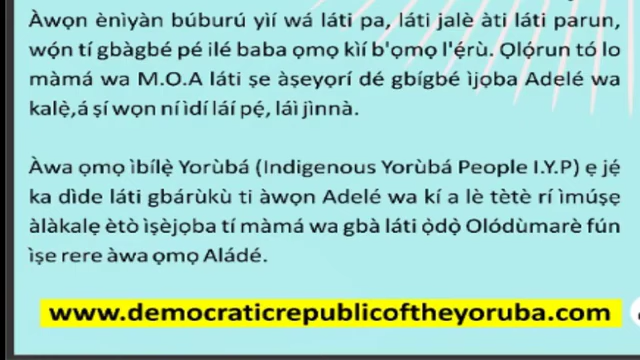 Àwọn ènìyàn búburú yìí wá láti pa, láti jalè àti láti parun,
wọ́n tí gbàgbé pé ilé baba ọmọ kìí b'ọmọ l'ẹ́rù. Ọlọ́run tó lo
màmá wa M.O.A láti ṣe àṣeyọrí dé gbígbé ìjọba Adelé wa
kalẹ̀,á ṣí wọn ní ìdí láí pẹ́, láì jìnnà.
Àwa ọmọ ìbílẹ̀ Yorùbá (Indigenous Yorùbá People I.Y.P) ẹ jẹ́
ka dìde láti gbárùkù ti àwọn Adelé wa kí a lè tètè rí ìmúṣẹ
àlàkalẹ ètò ìṣèjọba tí màmá wa gbà láti ọ̀dọ̀ Olódùmarè fún
ìṣe rere àwa ọmọ Aládé.
www.democraticrepublicoftheyoruba.com